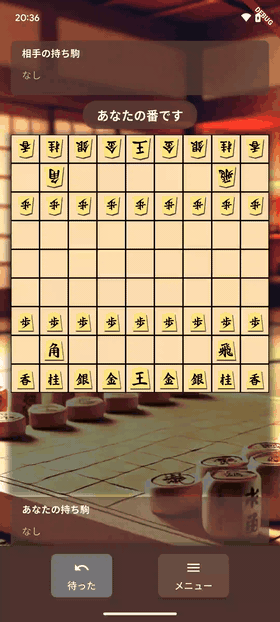 20:36
DEBUG
相手の持ち駒
なし
あなたの番です
香 桂 銀 金 王 金 銀 桂 香
角 飛
歩 歩 歩 歩 歩 歩 歩 歩 歩
歩 歩 歩 歩 歩 歩 歩 歩 歩
角 飛
香 桂 銀 金 王 金 銀 桂 香
あなたの持ち駒
なし
待った
メニュー